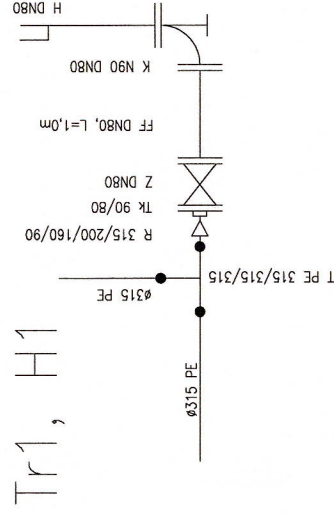 Tr1, H1
H DN80
K N90 DN80
FF DN80, L=1,0m
Z DN80
Tk 90/80
R 315/200/160/90
ø315 PE
T PE 315/315/315
ø315 PE